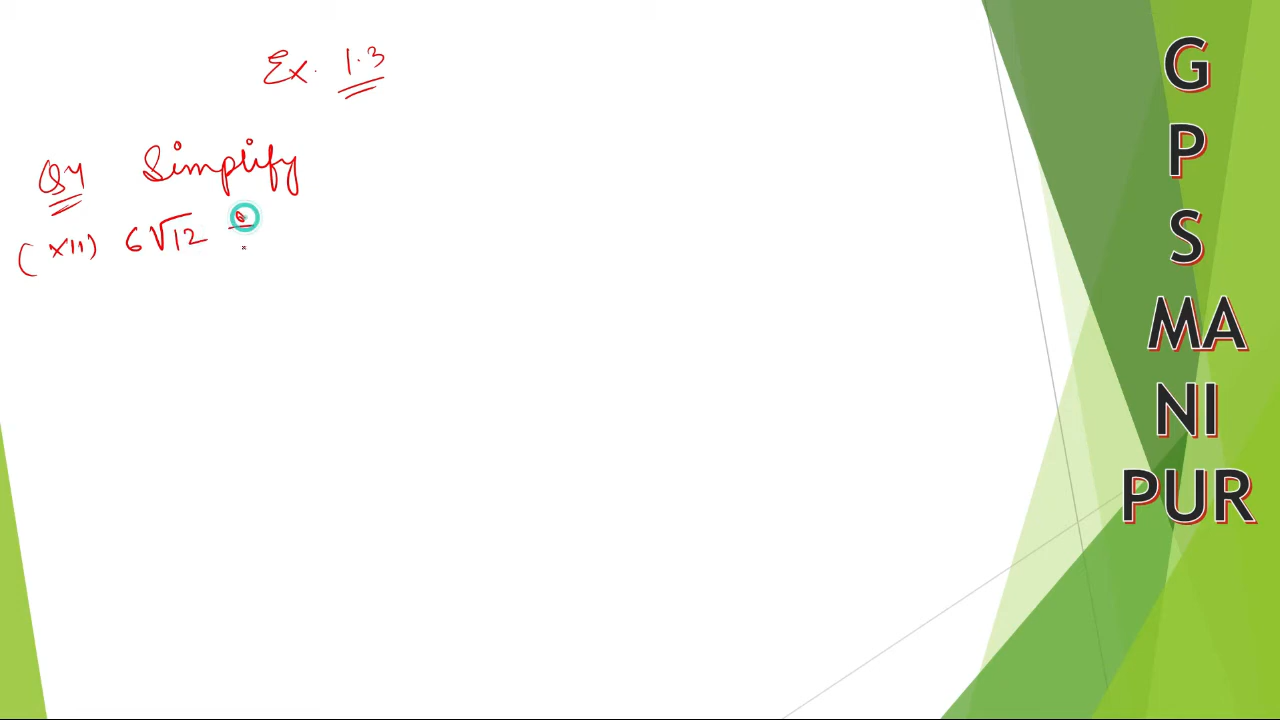 Ex. 1.3
Q4 Simplify
(xii) 6√12 ÷
G
P
S
MA
NI
PUR